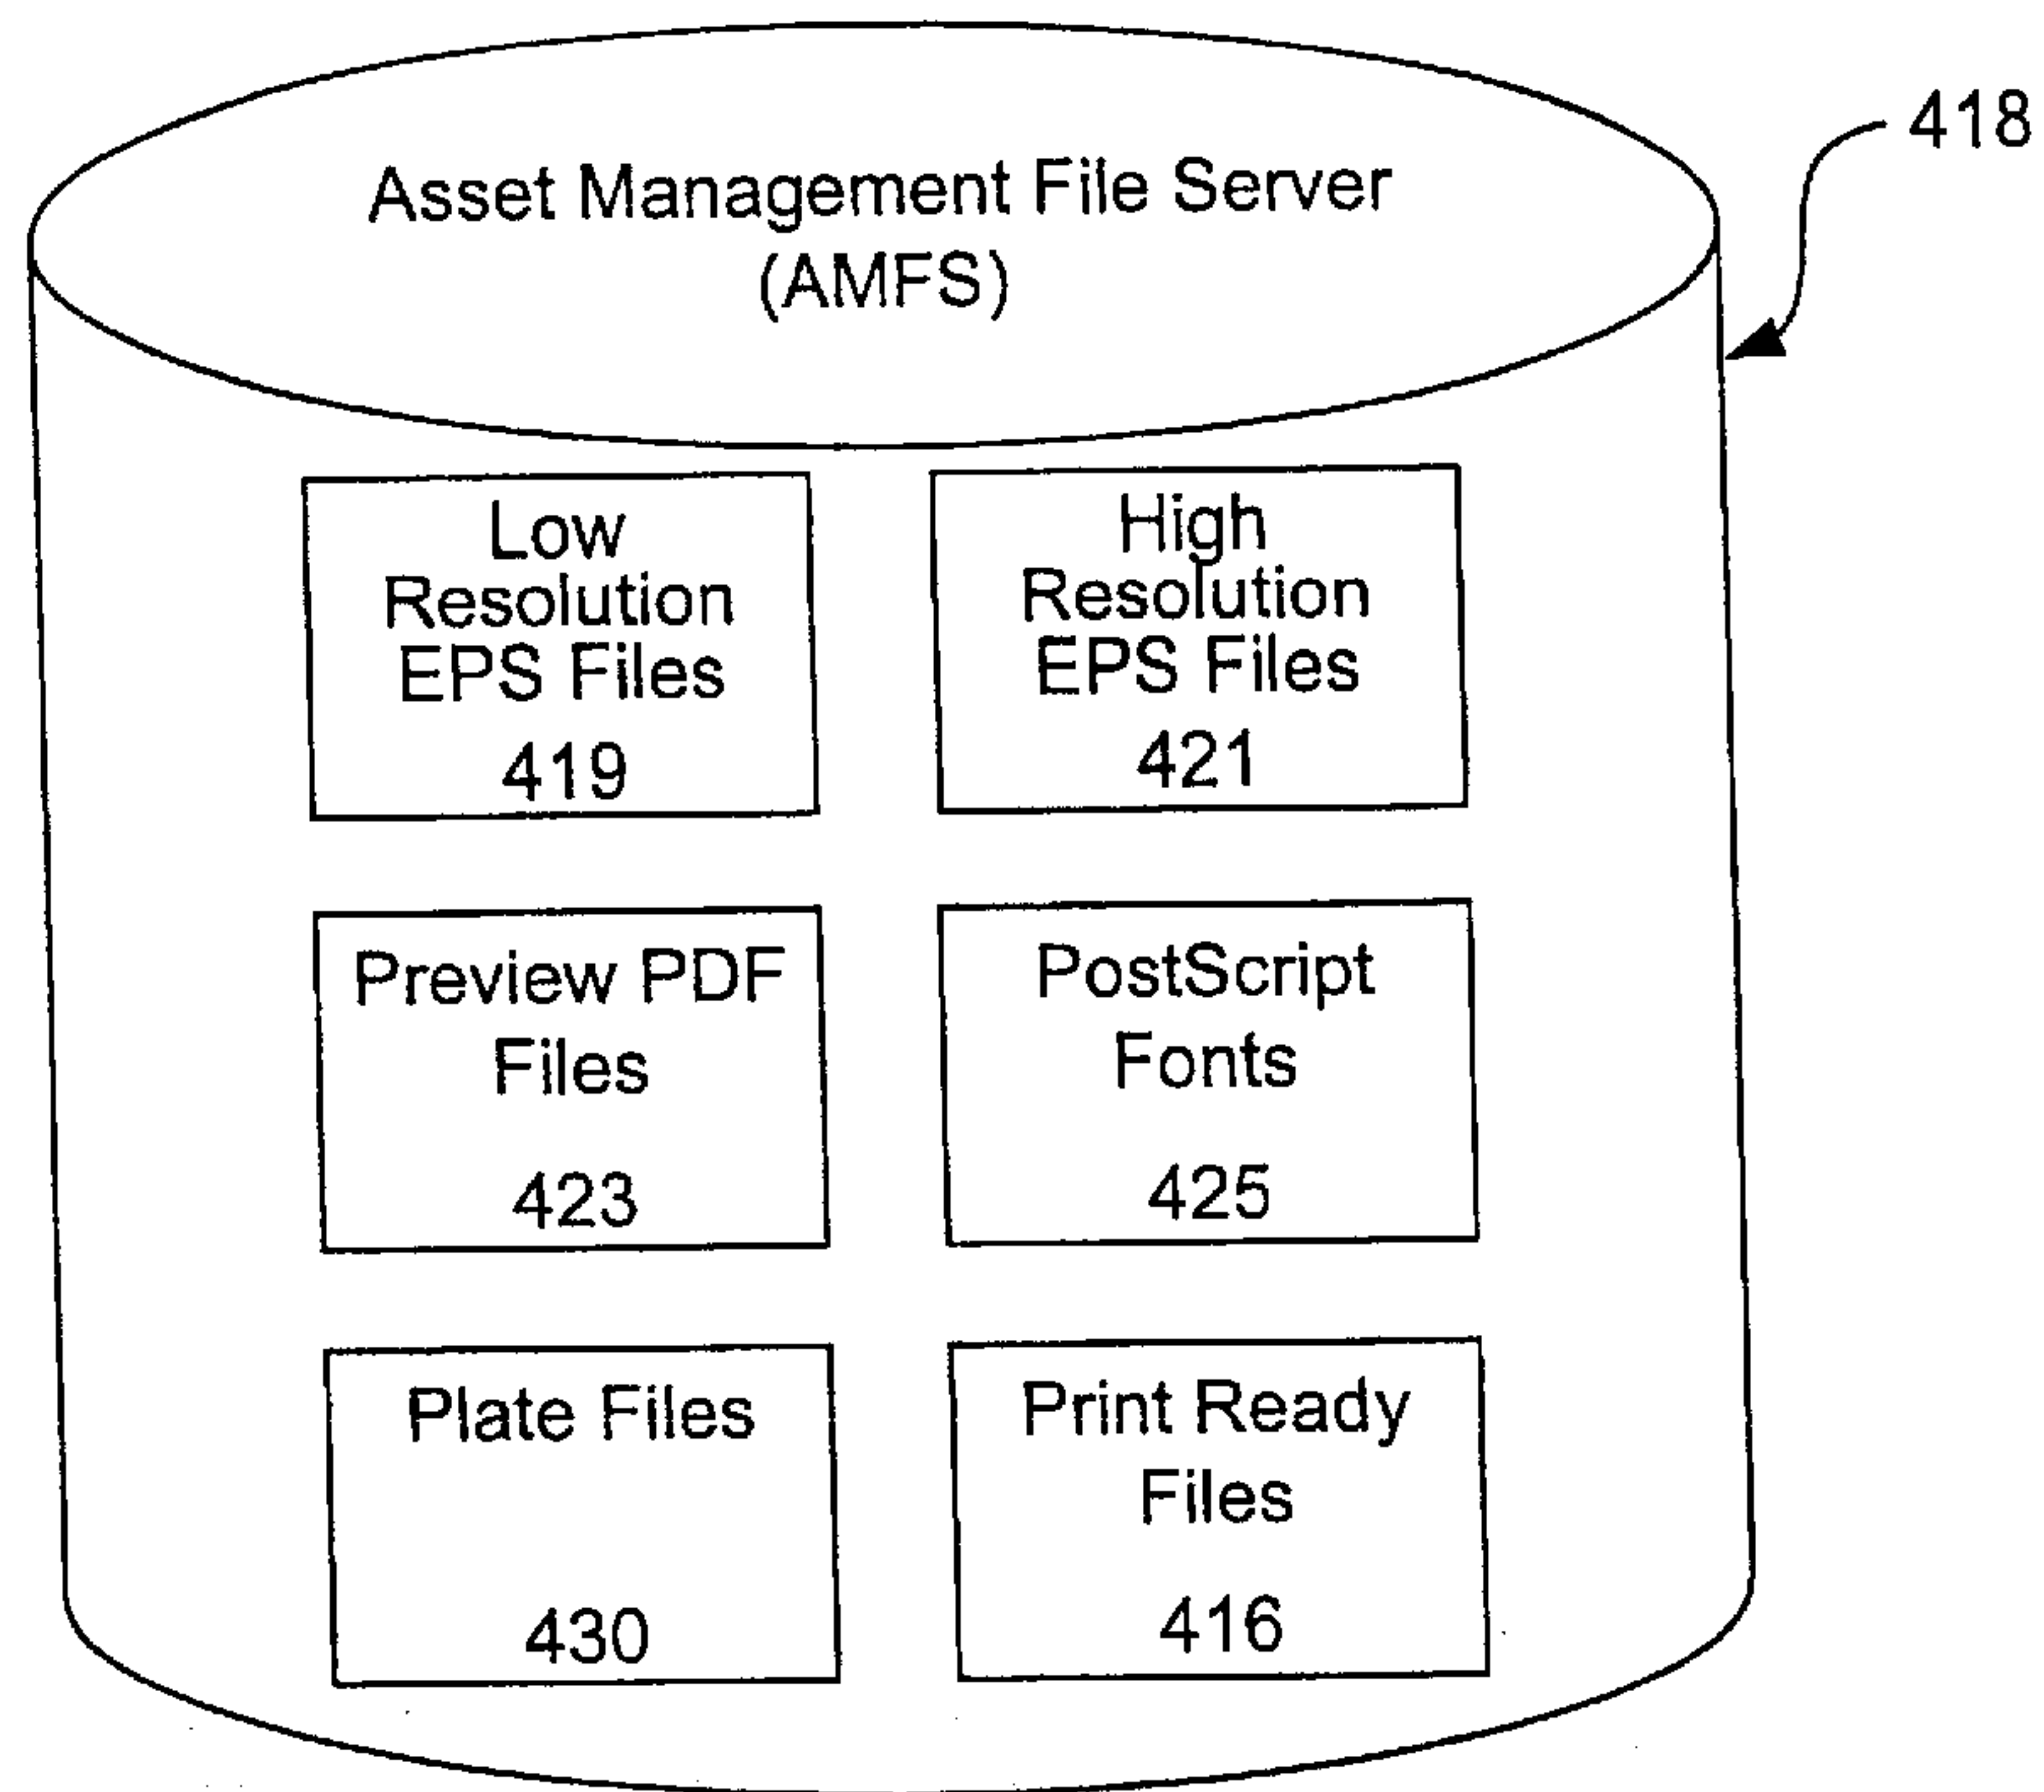 Asset Management File Server
(AMFS)
418
Low
Resolution
EPS Files
419
High
Resolution
EPS Files
421
Preview PDF
Files
423
PostScript
Fonts
425
Plate Files
430
Print Ready
Files
416